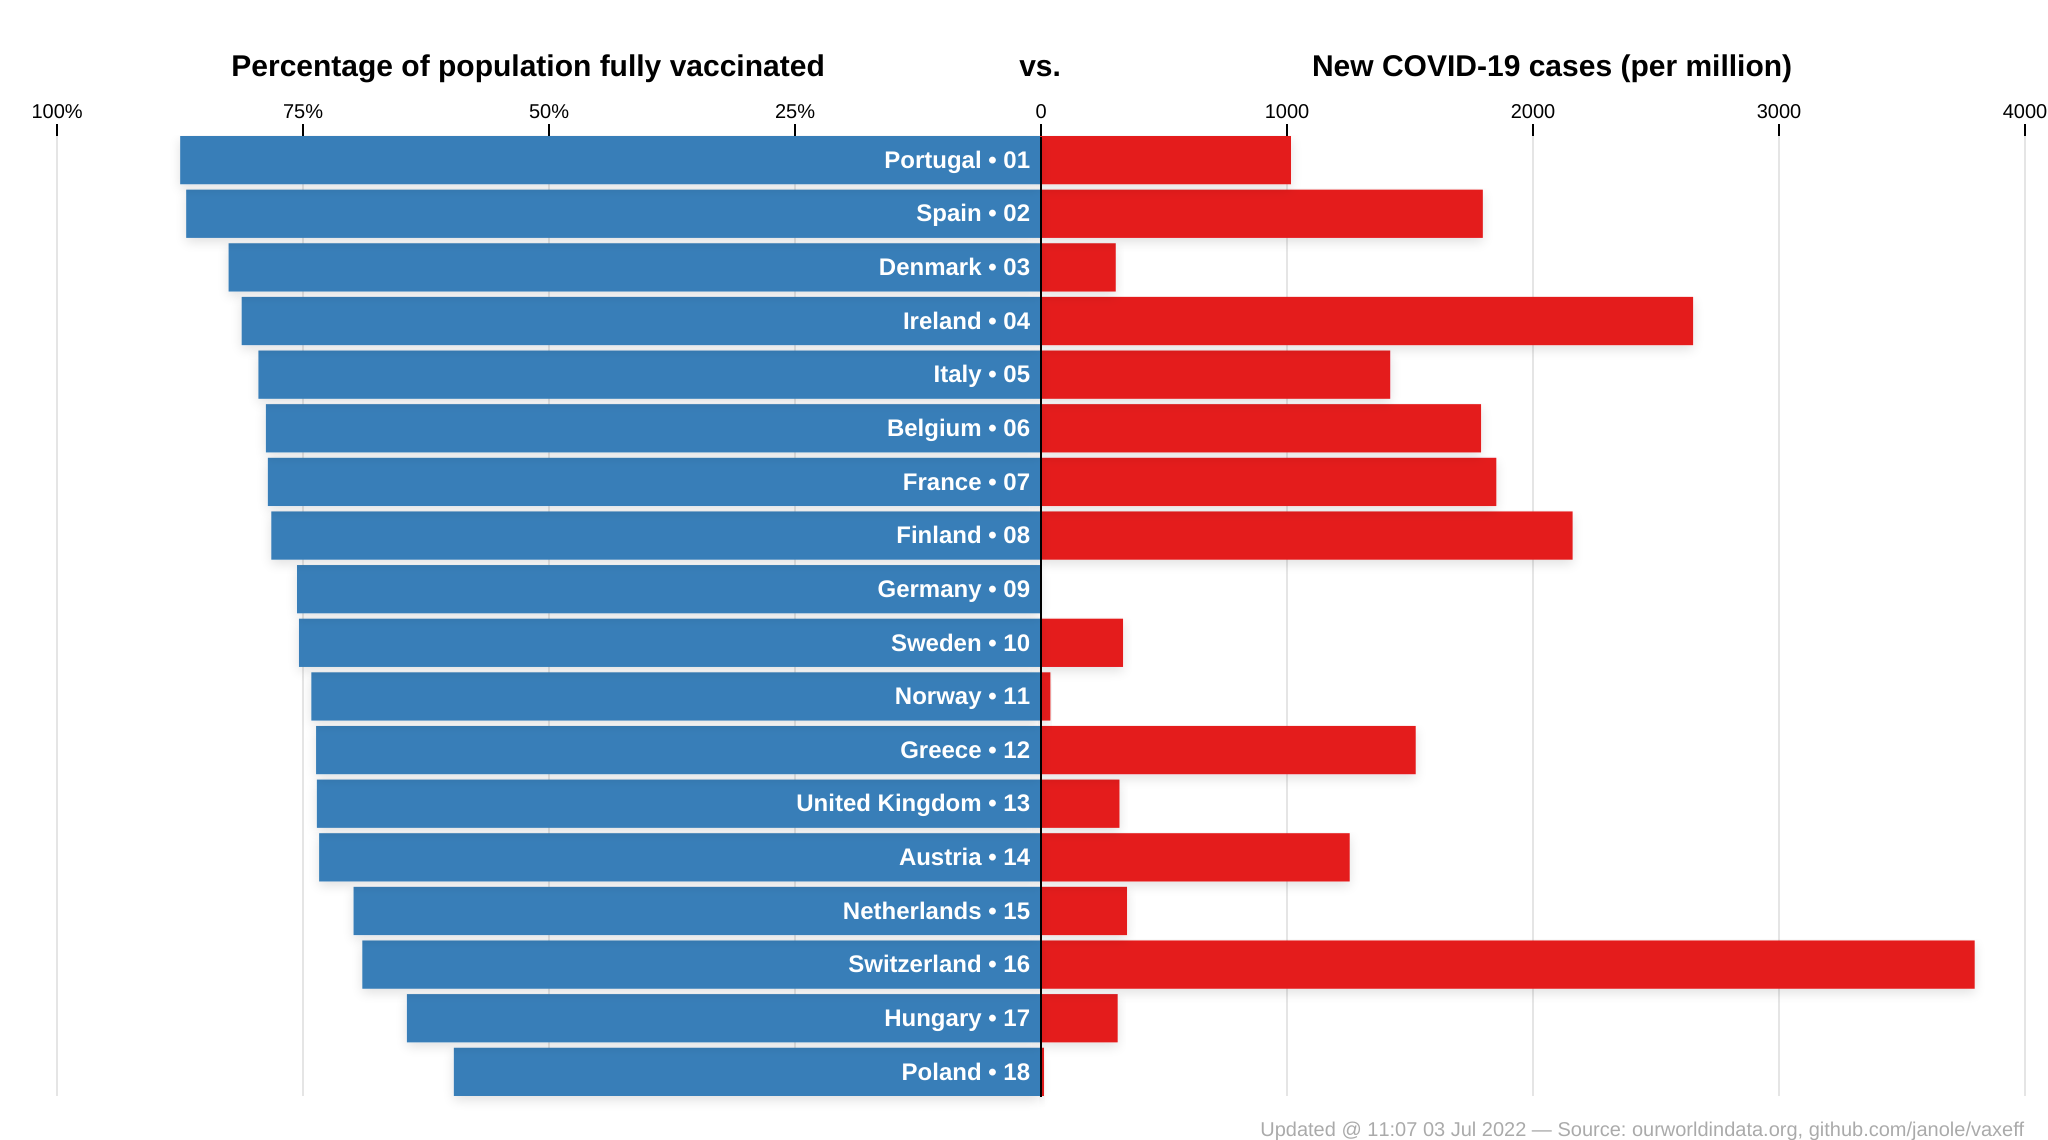 Percentage of population fully vaccinated vs. New COVID-19 cases (per million)
100% 75% 50% 25% 0 1000 2000 3000 4000
Portugal • 01
Spain • 02
Denmark • 03
Ireland • 04
Italy • 05
Belgium • 06
France • 07
Finland • 08
Germany • 09
Sweden • 10
Norway • 11
Greece • 12
United Kingdom • 13
Austria • 14
Netherlands • 15
Switzerland • 16
Hungary • 17
Poland • 18
Updated @ 11:07 03 Jul 2022 — Source: ourworldindata.org, github.com/janole/vaxeff